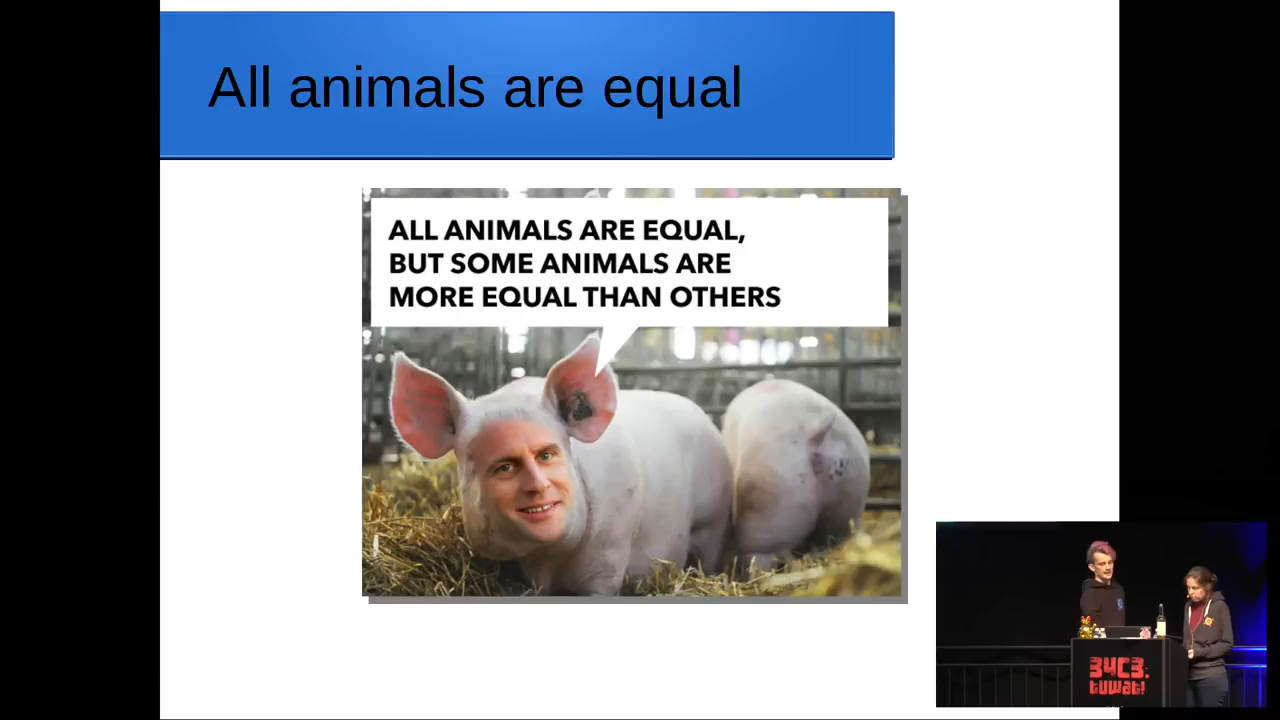 All animals are equal
ALL ANIMALS ARE EQUAL,
BUT SOME ANIMALS ARE
MORE EQUAL THAN OTHERS
34C3.
tuwat!